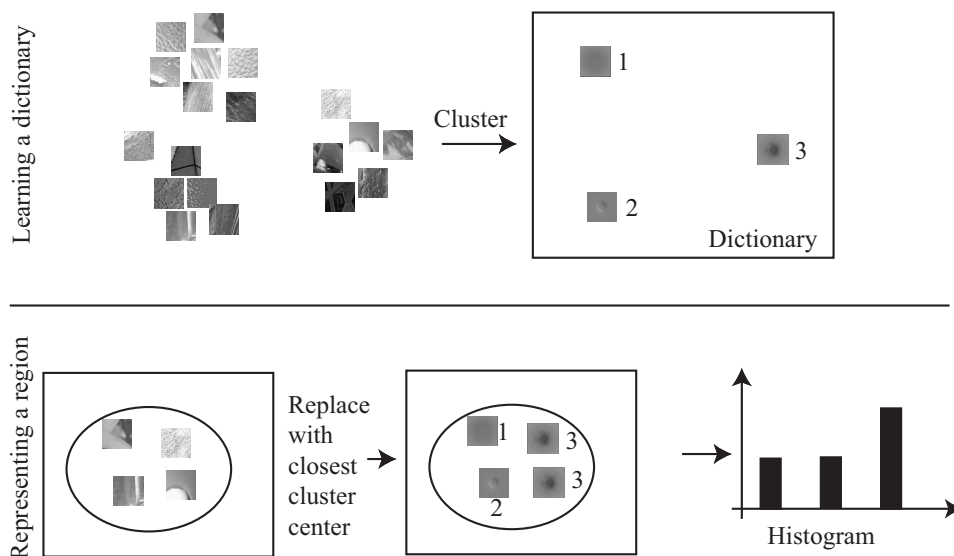 Learning a dictionary
Cluster
1
3
2
Dictionary
Representing a region
Replace
with
closest
cluster
center
1
3
3
2
Histogram